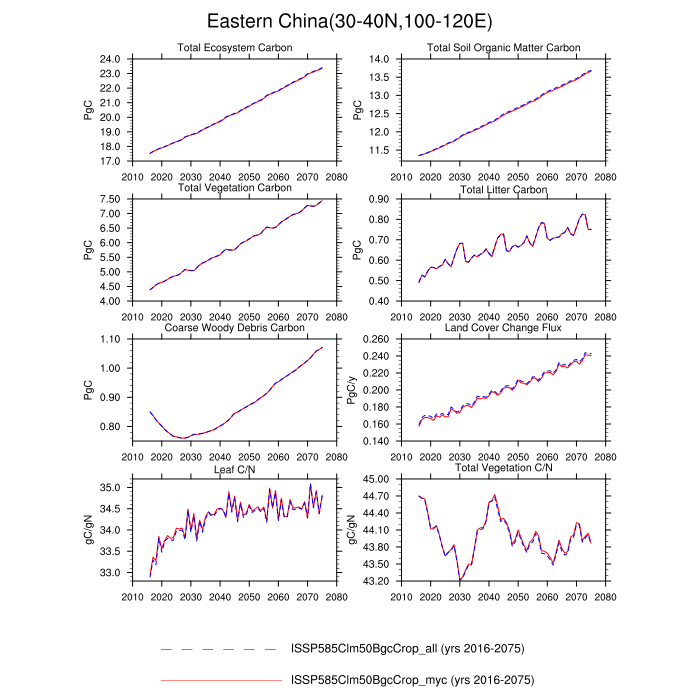 Eastern China(30-40N,100-120E)
Total Ecosystem Carbon
24.0
23.0
22.0
21.0
20.0
19.0
18.0
17.0
PgC
2010 2020 2030 2040 2050 2060 2070 2080
Total Soil Organic Matter Carbon
14.0
13.5
13.0
12.5
12.0
11.5
PgC
2010 2020 2030 2040 2050 2060 2070 2080
Total Vegetation Carbon
7.50
7.00
6.50
6.00
5.50
5.00
4.50
4.00
PgC
2010 2020 2030 2040 2050 2060 2070 2080
Total Litter Carbon
0.90
0.80
0.70
0.60
0.50
0.40
PgC
2010 2020 2030 2040 2050 2060 2070 2080
Coarse Woody Debris Carbon
1.10
1.00
0.90
0.80
PgC
2010 2020 2030 2040 2050 2060 2070 2080
Land Cover Change Flux
0.260
0.240
0.220
0.200
0.180
0.160
0.140
PgC/y
2010 2020 2030 2040 2050 2060 2070 2080
Leaf C/N
35.0
34.5
34.0
33.5
33.0
gC/gN
2010 2020 2030 2040 2050 2060 2070 2080
Total Vegetation C/N
45.00
44.70
44.40
44.10
43.80
43.50
43.20
gC/gN
2010 2020 2030 2040 2050 2060 2070 2080
ISSP585Clm50BgcCrop_all (yrs 2016-2075)
ISSP585Clm50BgcCrop_myc (yrs 2016-2075)